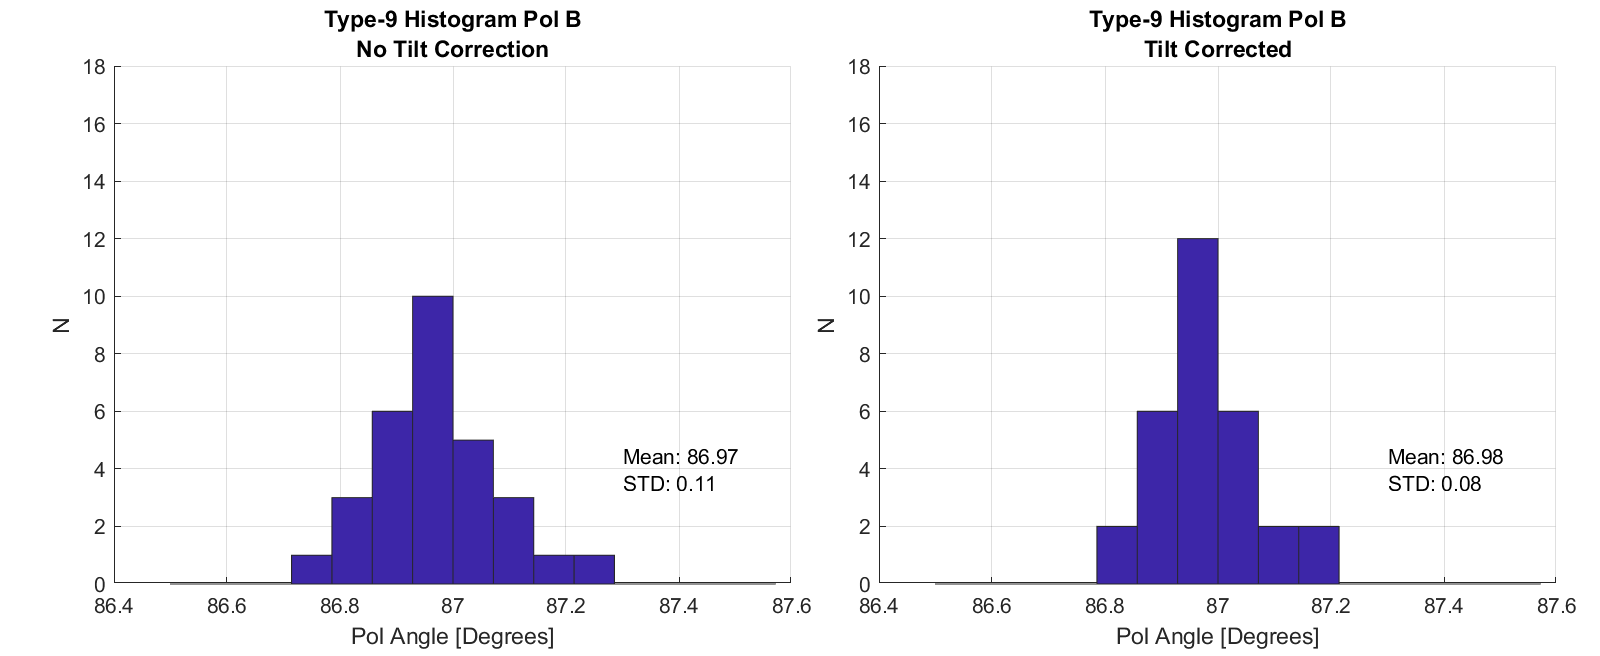 Type-9 Histogram Pol B
No Tilt Correction
18
16
14
12
10
8
6
4
2
0
N
Mean: 86.97
STD: 0.11
86.4 86.6 86.8 87 87.2 87.4 87.6
Pol Angle [Degrees]
Type-9 Histogram Pol B
Tilt Corrected
18
16
14
12
10
8
6
4
2
0
N
Mean: 86.98
STD: 0.08
86.4 86.6 86.8 87 87.2 87.4 87.6
Pol Angle [Degrees]